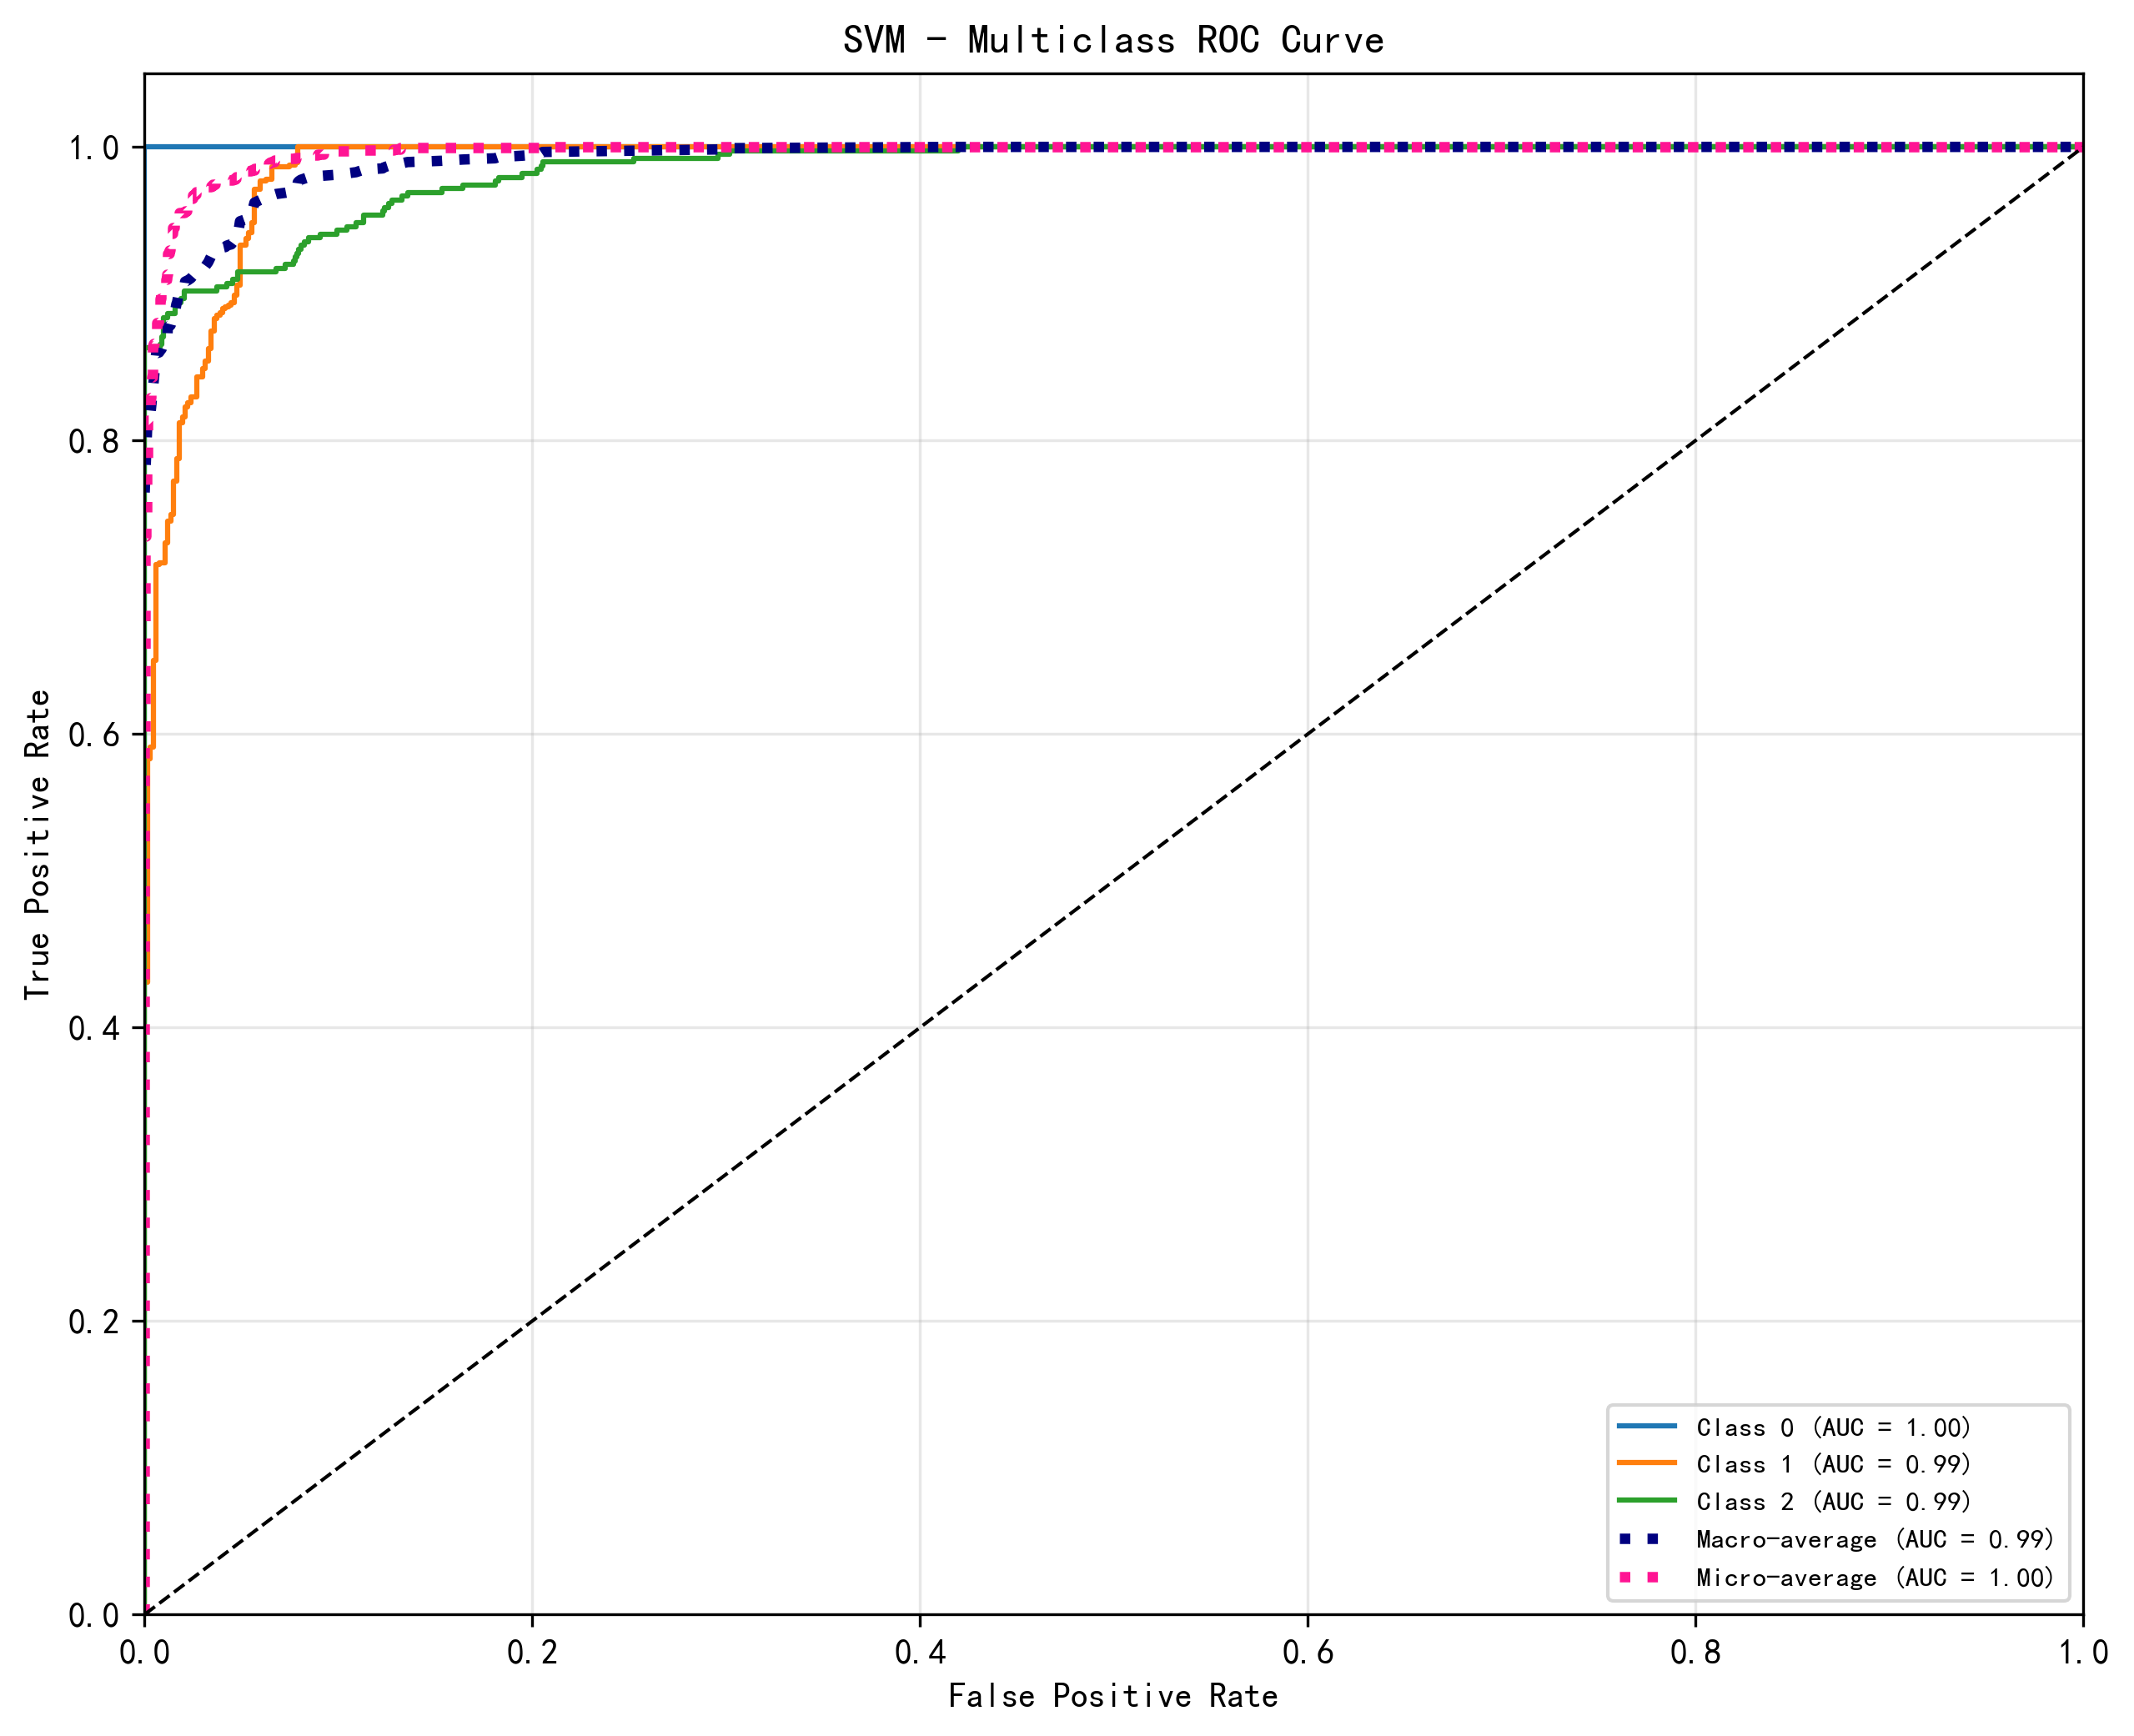 SVM - Multiclass ROC Curve
True Positive Rate
1.0
0.8
0.6
0.4
0.2
0.0
0.0 0.2 0.4 0.6 0.8 1.0
False Positive Rate
Class 0 (AUC = 1.00)
Class 1 (AUC = 0.99)
Class 2 (AUC = 0.99)
Macro-average (AUC = 0.99)
Micro-average (AUC = 1.00)